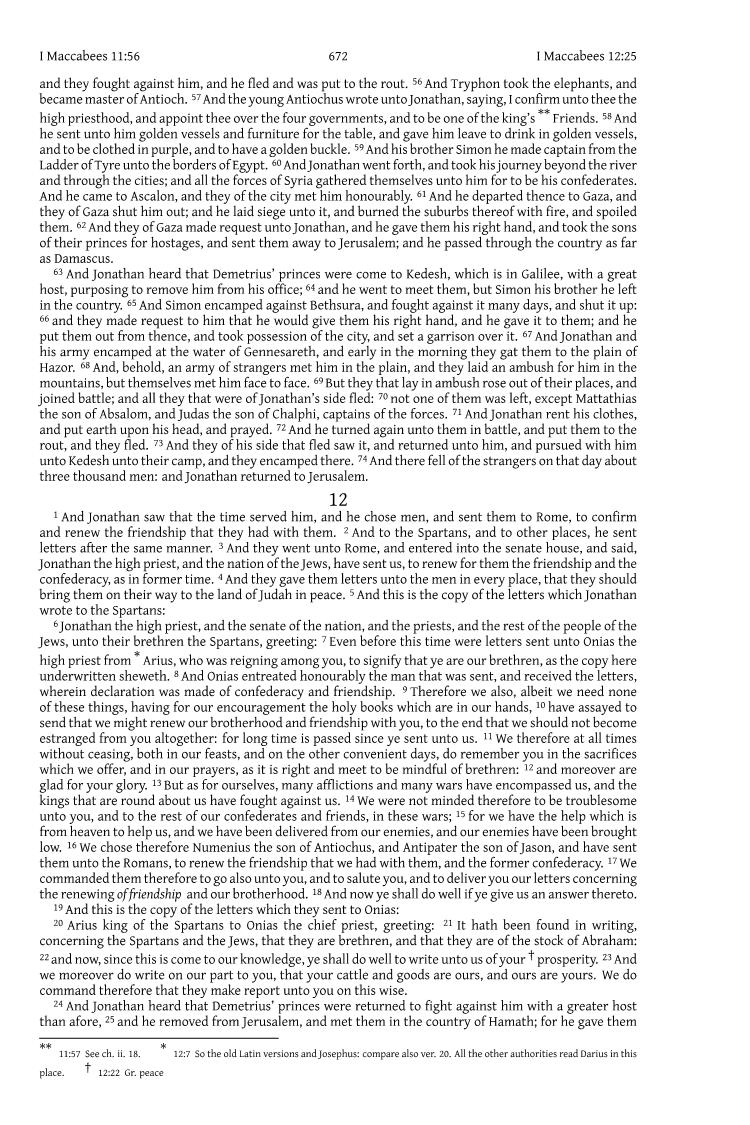 I Maccabees 11:56 672 I Maccabees 12:25
and they fought against him, and he fled and was put to the rout. 56 And Tryphon took the elephants, and
became master of Antioch. 57 And the young Antiochus wrote unto Jonathan, saying, I confirm unto thee the
high priesthood, and appoint thee over the four governments, and to be one of the king’s ** Friends. 58 And
he sent unto him golden vessels and furniture for the table, and gave him leave to drink in golden vessels,
and to be clothed in purple, and to have a golden buckle. 59 And his brother Simon he made captain from the
Ladder of Tyre unto the borders of Egypt. 60 And Jonathan went forth, and took his journey beyond the river
and through the cities; and all the forces of Syria gathered themselves unto him for to be his confederates.
And he came to Ascalon, and they of the city met him honourably. 61 And he departed thence to Gaza, and
they of Gaza shut him out; and he laid siege unto it, and burned the suburbs thereof with fire, and spoiled
them. 62 And they of Gaza made request unto Jonathan, and he gave them his right hand, and took the sons
of their princes for hostages, and sent them away to Jerusalem; and he passed through the country as far
as Damascus.
63 And Jonathan heard that Demetrius’ princes were come to Kedesh, which is in Galilee, with a great
host, purposing to remove him from his office; 64 and he went to meet them, but Simon his brother he left
in the country. 65 And Simon encamped against Bethsura, and fought against it many days, and shut it up:
66 and they made request to him that he would give them his right hand, and he gave it to them; and he
put them out from thence, and took possession of the city, and set a garrison over it. 67 And Jonathan and
his army encamped at the water of Gennesareth, and early in the morning they gat them to the plain of
Hazor. 68 And, behold, an army of strangers met him in the plain, and they laid an ambush for him in the
mountains, but themselves met him face to face. 69 But they that lay in ambush rose out of their places, and
joined battle; and all they that were of Jonathan’s side fled: 70 not one of them was left, except Mattathias
the son of Absalom, and Judas the son of Chalphi, captains of the forces. 71 And Jonathan rent his clothes,
and put earth upon his head, and prayed. 72 And he turned again unto them in battle, and put them to the
rout, and they fled. 73 And they of his side that fled saw it, and returned unto him, and pursued with him
unto Kedesh unto their camp, and they encamped there. 74 And there fell of the strangers on that day about
three thousand men: and Jonathan returned to Jerusalem.
12
1 And Jonathan saw that the time served him, and he chose men, and sent them to Rome, to confirm
and renew the friendship that they had with them. 2 And to the Spartans, and to other places, he sent
letters after the same manner. 3 And they went unto Rome, and entered into the senate house, and said,
Jonathan the high priest, and the nation of the Jews, have sent us, to renew for them the friendship and the
confederacy, as in former time. 4 And they gave them letters unto the men in every place, that they should
bring them on their way to the land of Judah in peace. 5 And this is the copy of the letters which Jonathan
wrote to the Spartans:
6 Jonathan the high priest, and the senate of the nation, and the priests, and the rest of the people of the
Jews, unto their brethren the Spartans, greeting: 7 Even before this time were letters sent unto Onias the
high priest from * Arius, who was reigning among you, to signify that ye are our brethren, as the copy here
underwritten sheweth. 8 And Onias entreated honourably the man that was sent, and received the letters,
wherein declaration was made of confederacy and friendship. 9 Therefore we also, albeit we need none
of these things, having for our encouragement the holy books which are in our hands, 10 have assayed to
send that we might renew our brotherhood and friendship with you, to the end that we should not become
estranged from you altogether: for long time is passed since ye sent unto us. 11 We therefore at all times
without ceasing, both in our feasts, and on the other convenient days, do remember you in the sacrifices
which we offer, and in our prayers, as it is right and meet to be mindful of brethren: 12 and moreover are
glad for your glory. 13 But as for ourselves, many afflictions and many wars have encompassed us, and the
kings that are round about us have fought against us. 14 We were not minded therefore to be troublesome
unto you, and to the rest of our confederates and friends, in these wars; 15 for we have the help which is
from heaven to help us, and we have been delivered from our enemies, and our enemies have been brought
low. 16 We chose therefore Numenius the son of Antiochus, and Antipater the son of Jason, and have sent
them unto the Romans, to renew the friendship that we had with them, and the former confederacy. 17 We
commanded them therefore to go also unto you, and to salute you, and to deliver you our letters concerning
the renewing of friendship and our brotherhood. 18 And now ye shall do well if ye give us an answer thereto.
19 And this is the copy of the letters which they sent to Onias:
20 Arius king of the Spartans to Onias the chief priest, greeting: 21 It hath been found in writing,
concerning the Spartans and the Jews, that they are brethren, and that they are of the stock of Abraham:
22 and now, since this is come to our knowledge, ye shall do well to write unto us of your † prosperity. 23 And
we moreover do write on our part to you, that your cattle and goods are ours, and ours are yours. We do
command therefore that they make report unto you on this wise.
24 And Jonathan heard that Demetrius’ princes were returned to fight against him with a greater host
than afore, 25 and he removed from Jerusalem, and met them in the country of Hamath; for he gave them
** 11:57 See ch. ii. 18. * 12:7 So the old Latin versions and Josephus: compare also ver. 20. All the other authorities read Darius in this
place. † 12:22 Gr. peace